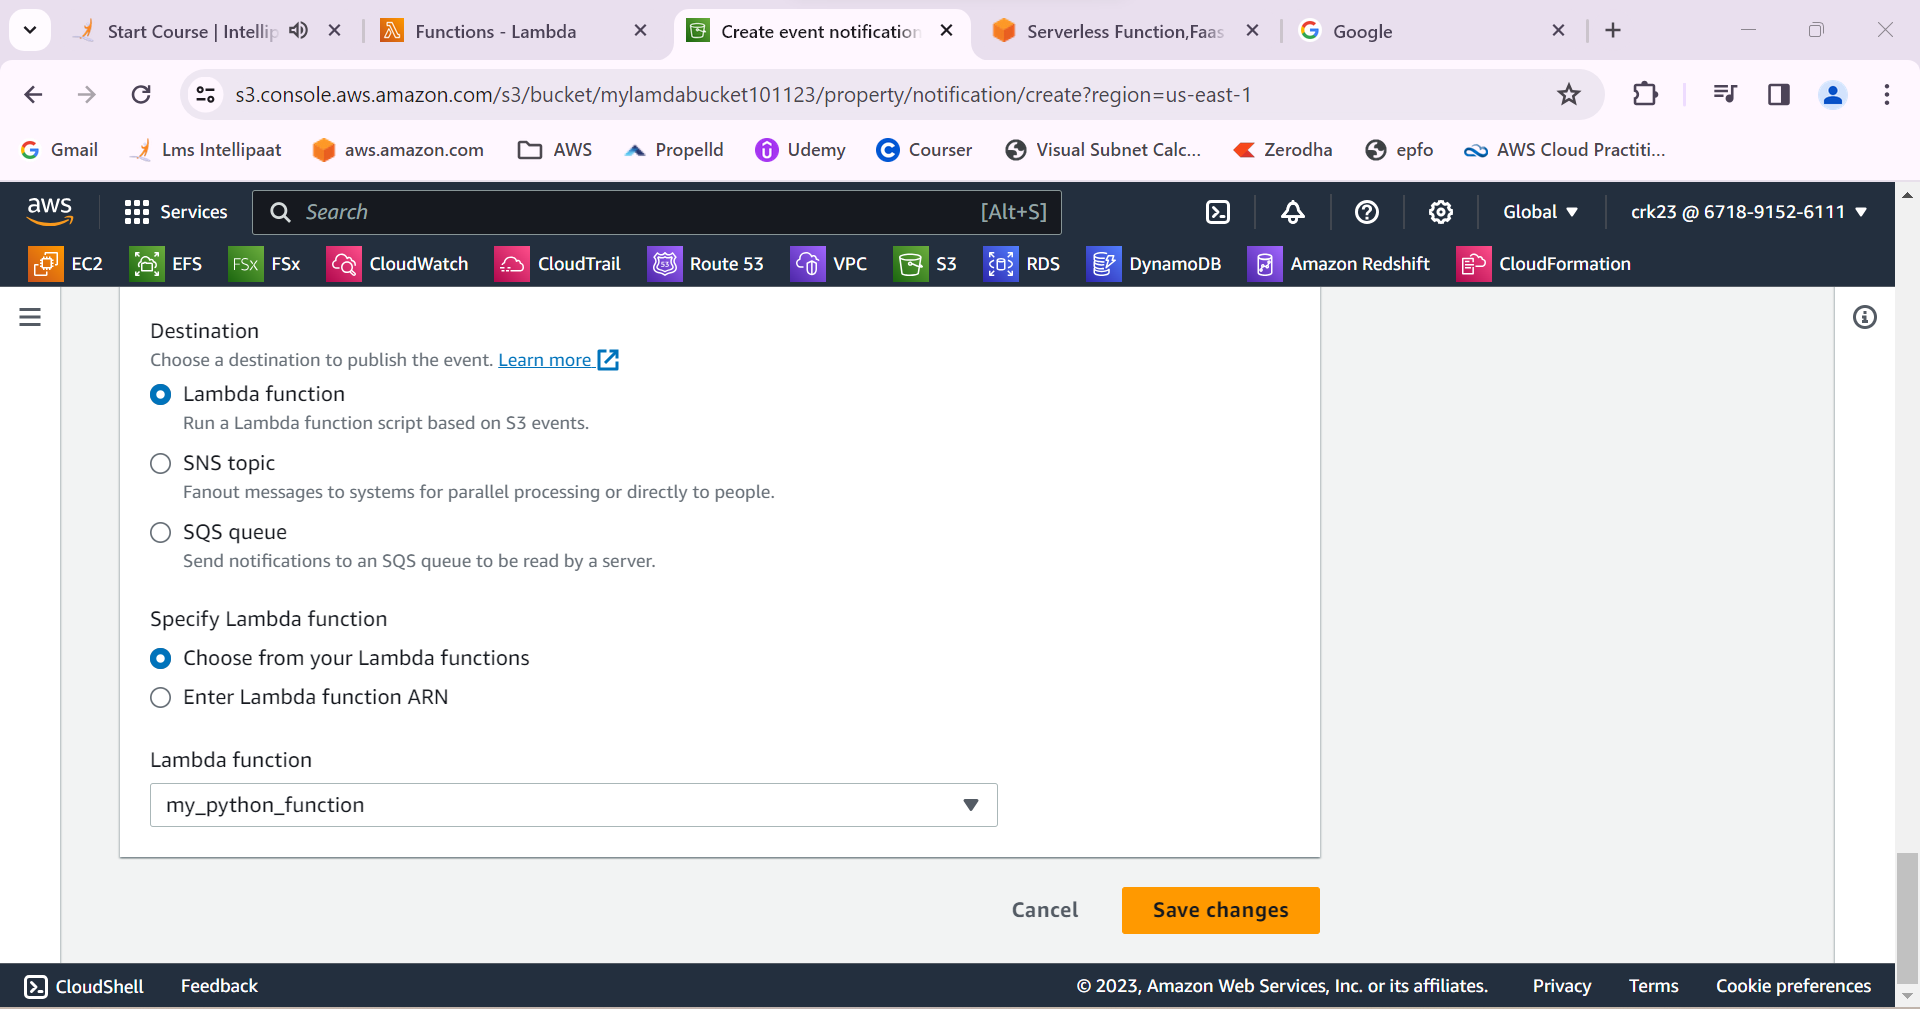 Start Course | Intellip
Functions - Lambda
Create event notification
Serverless Function,Faas
Google
s3.console.aws.amazon.com/s3/bucket/mylamdabucket101123/property/notification/create?region=us-east-1
Gmail
Lms Intellipaat
aws.amazon.com
AWS
Propelld
Udemy
Courser
Visual Subnet Calc...
Zerodha
epfo
AWS Cloud Practiti...
aws
Services
Search
[Alt+S]
Global
crk23 @ 6718-9152-6111
EC2
EFS
FSx
FSx
CloudWatch
CloudTrail
53
Route 53
VPC
S3
RDS
DynamoDB
Amazon Redshift
CloudFormation
Destination
Choose a destination to publish the event. Learn more
Lambda function
Run a Lambda function script based on S3 events.
SNS topic
Fanout messages to systems for parallel processing or directly to people.
SQS queue
Send notifications to an SQS queue to be read by a server.
Specify Lambda function
Choose from your Lambda functions
Enter Lambda function ARN
Lambda function
my_python_function
Cancel
Save changes
CloudShell
Feedback
© 2023, Amazon Web Services, Inc. or its affiliates.
Privacy
Terms
Cookie preferences